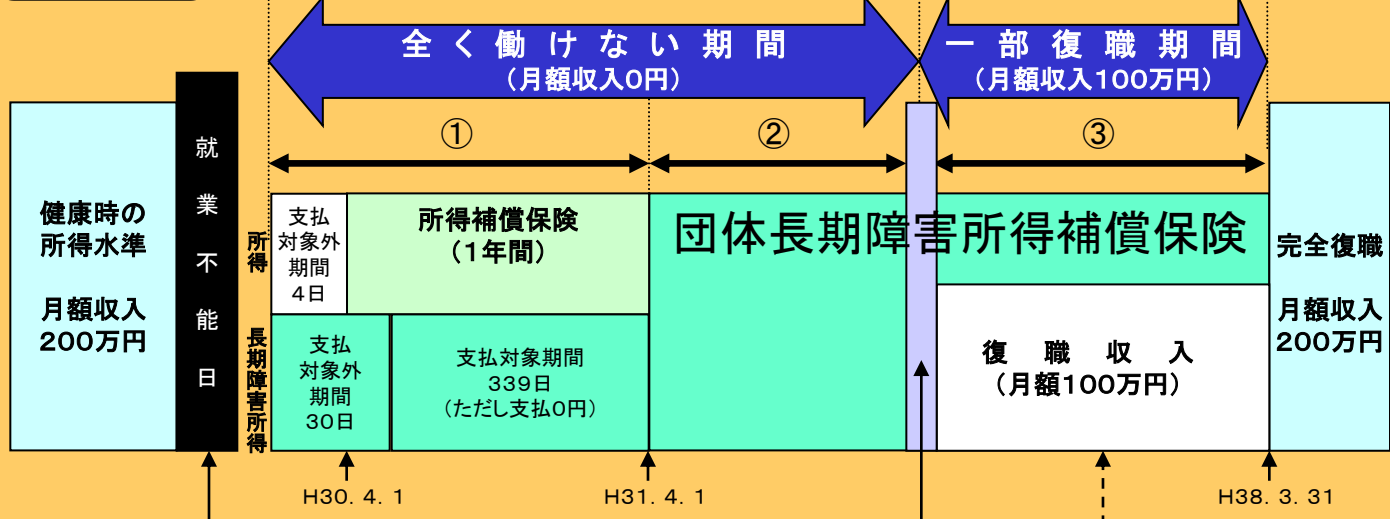 全く働けない期間
（月額収入0円）
一部復職期間
（月額収入100万円）
①
②
③
健康時の
所得水準
月額収入
200万円
就業不能日
所得
支払
対象外
期間
4日
所得補償保険
（1年間）
団体長期障害所得補償保険
長期障害所得
支払
対象外
期間
30日
支払対象期間
339日
（ただし支払0円）
復職収入
（月額100万円）
完全復職
月額収入
200万円
H30. 4. 1
H31. 4. 1
H38. 3. 31